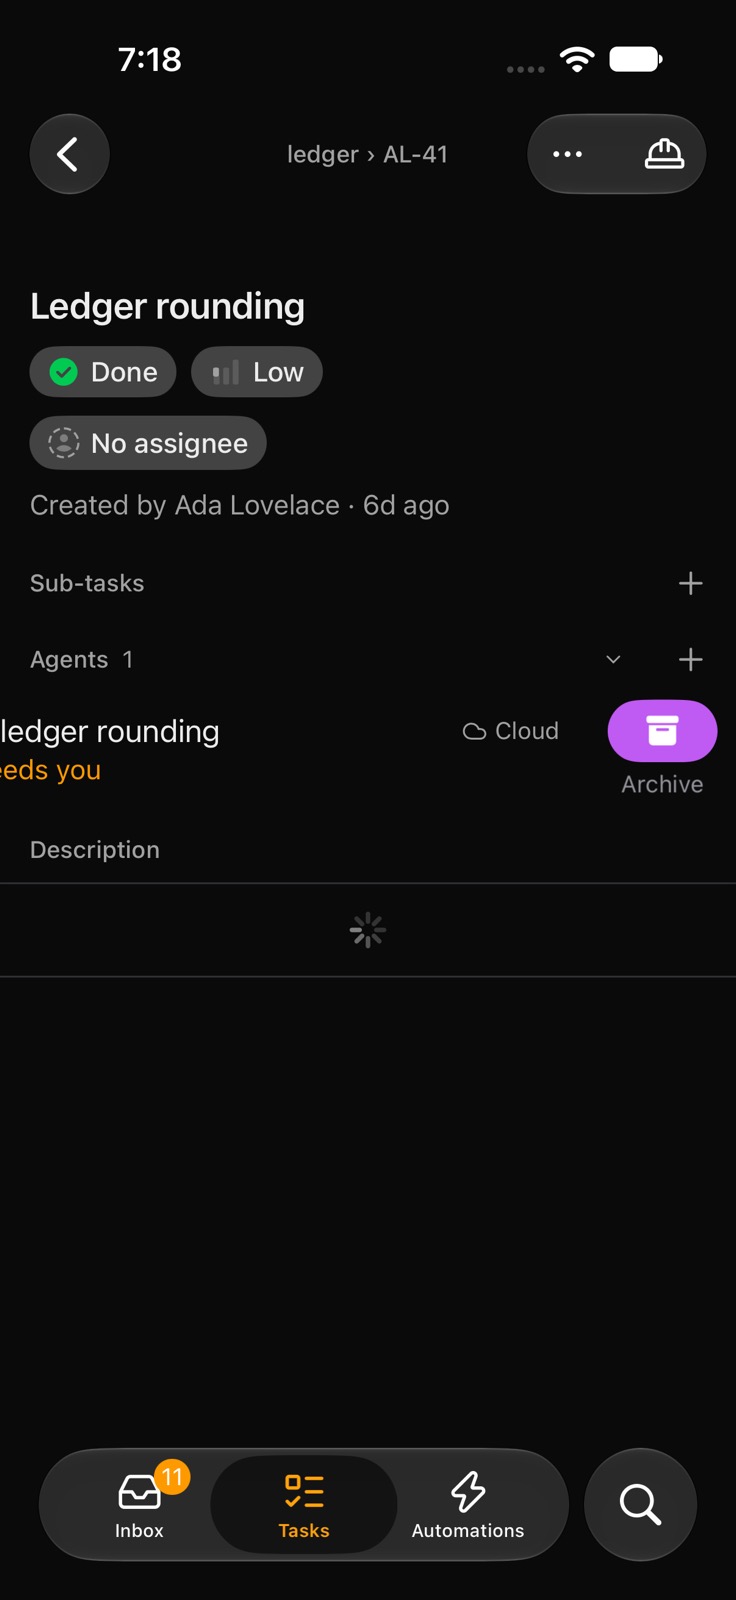 7:18
ledger › AL-41
Ledger rounding
Done
Low
No assignee
Created by Ada Lovelace · 6d ago
Sub-tasks
Agents 1
ledger rounding
Cloud
eeds you
Archive
Description
11
Inbox
Tasks
Automations